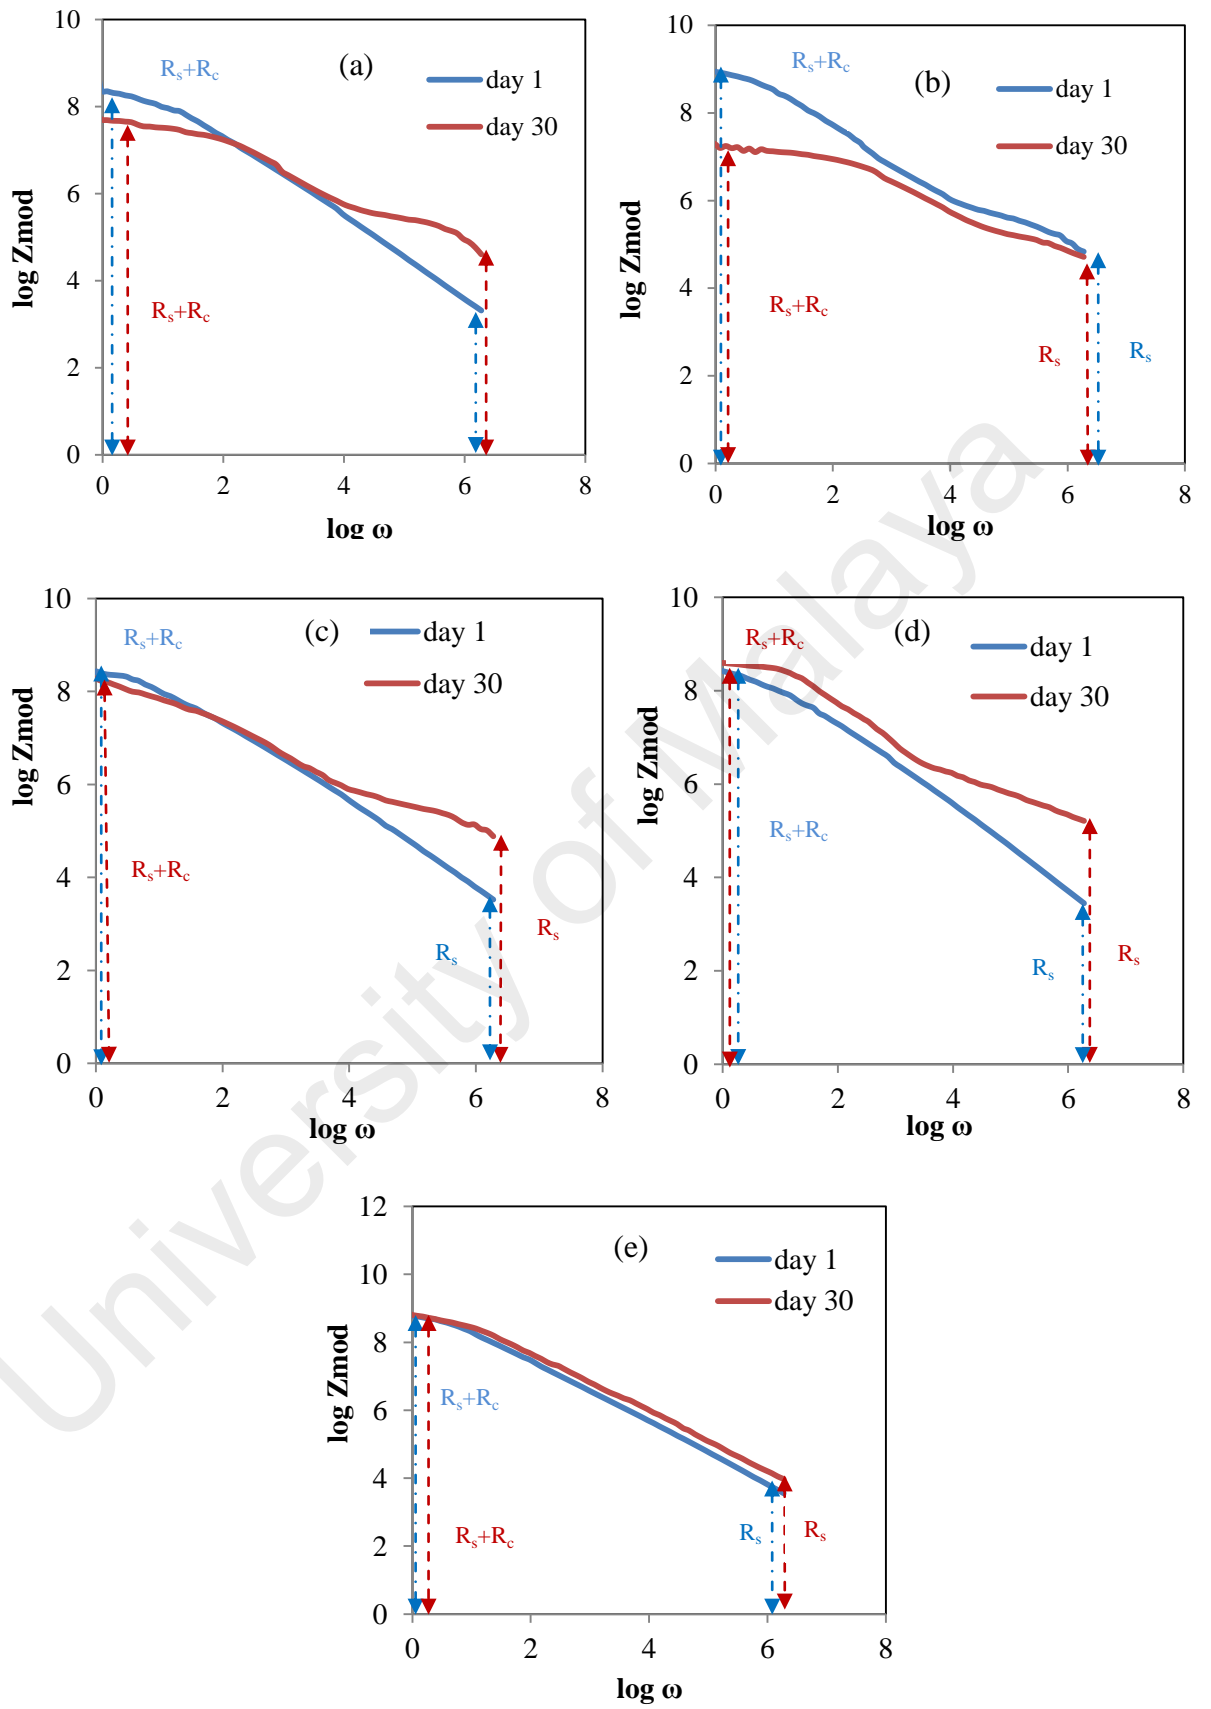 10
8
6
4
2
0
0 2 4 6 8
log Zmod
log ω
(a)
Rs+Rc
Rs+Rc
day 1
day 30
10
8
6
4
2
0
0 2 4 6 8
log Zmod
log ω
(b)
Rs+Rc
Rs+Rc
Rs
Rs
day 1
day 30
10
8
6
4
2
0
0 2 4 6 8
log Zmod
log ω
(c)
Rs+Rc
Rs+Rc
Rs
Rs
day 1
day 30
10
8
6
4
2
0
0 2 4 6 8
log Zmod
log ω
(d)
Rs+Rc
Rs+Rc
Rs
Rs
day 1
day 30
12
10
8
6
4
2
0
0 2 4 6 8
log Zmod
log ω
(e)
Rs+Rc
Rs+Rc
Rs
Rs
day 1
day 30
University of Malaya